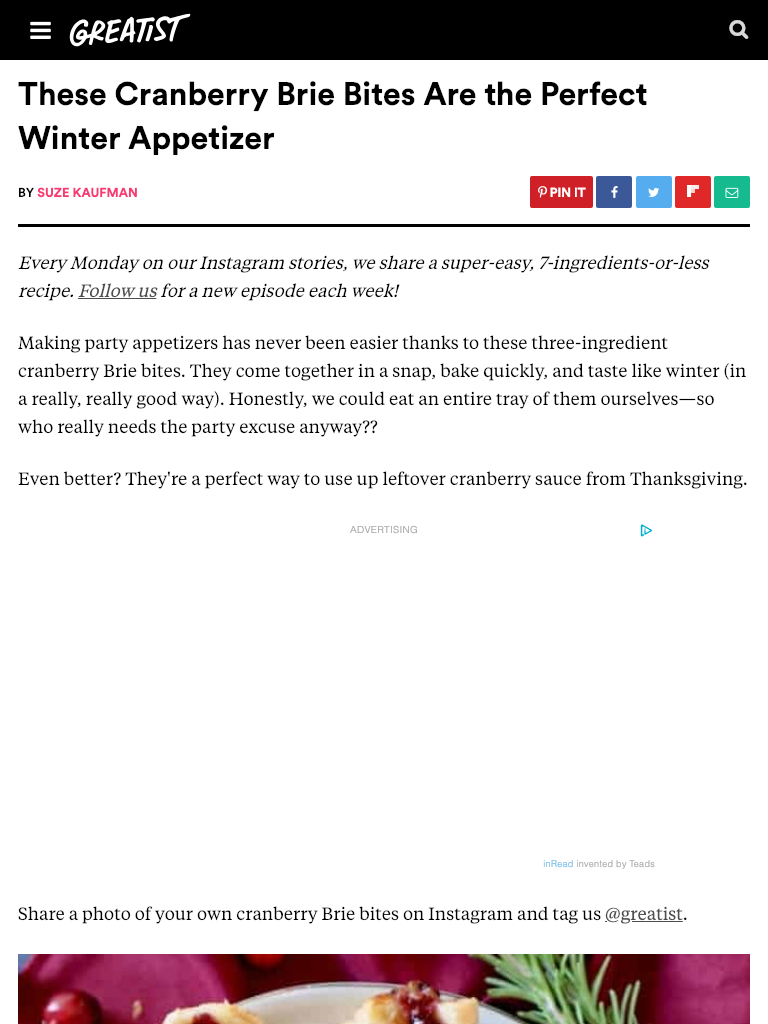 GREATIST
These Cranberry Brie Bites Are the Perfect
Winter Appetizer
BY SUZE KAUFMAN
PIN IT
Every Monday on our Instagram stories, we share a super-easy, 7-ingredients-or-less
recipe. Follow us for a new episode each week!
Making party appetizers has never been easier thanks to these three-ingredient
cranberry Brie bites. They come together in a snap, bake quickly, and taste like winter (in
a really, really good way). Honestly, we could eat an entire tray of them ourselves—so
who really needs the party excuse anyway??
Even better? They're a perfect way to use up leftover cranberry sauce from Thanksgiving.
ADVERTISING
inRead invented by Teads
Share a photo of your own cranberry Brie bites on Instagram and tag us @greatist.